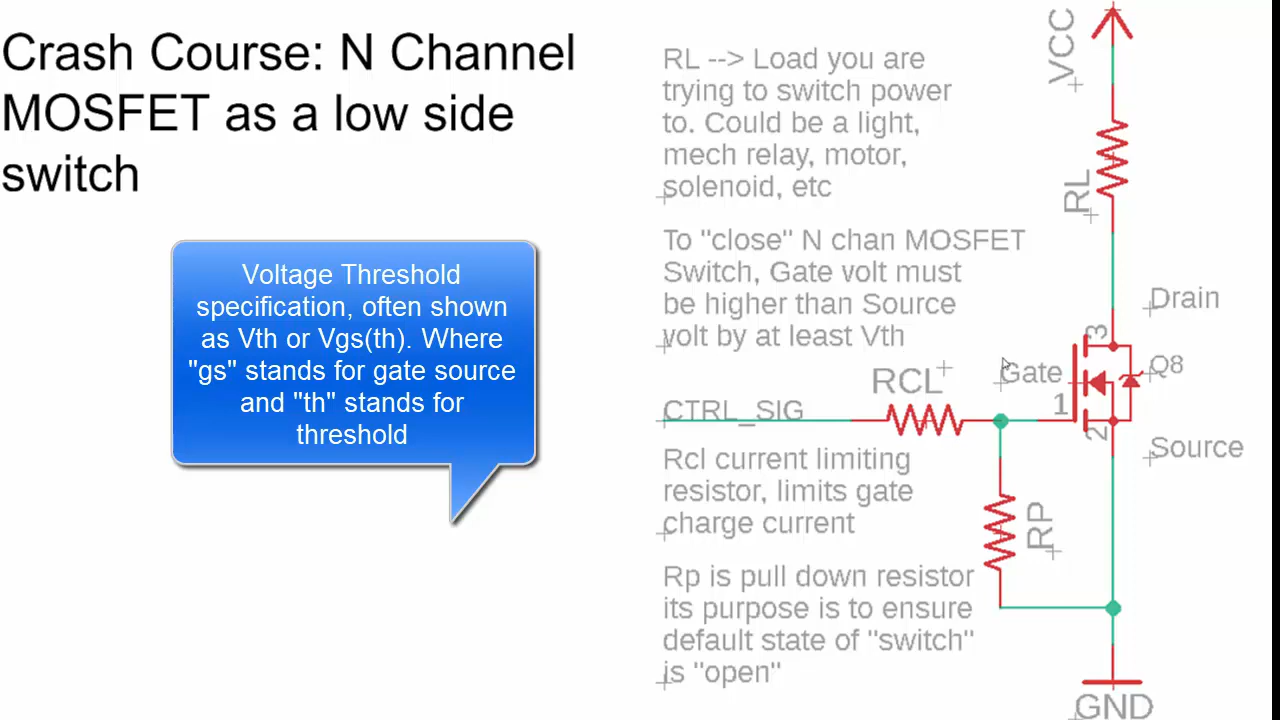 Crash Course: N Channel
MOSFET as a low side
switch
Voltage Threshold
specification, often shown
as Vth or Vgs(th). Where
"gs" stands for gate source
and "th" stands for
threshold
RL --> Load you are
trying to switch power
to. Could be a light,
mech relay, motor,
solenoid, etc
To "close" N chan MOSFET
Switch, Gate volt must
be higher than Source
volt by at least Vth
CTRL_SIG
RCL
Rcl current limiting
resistor, limits gate
charge current
Rp is pull down resistor
its purpose is to ensure
default state of "switch"
is "open"
VCC
RL
Drain
3
Q8
Gate
1
2
Source
RP
GND